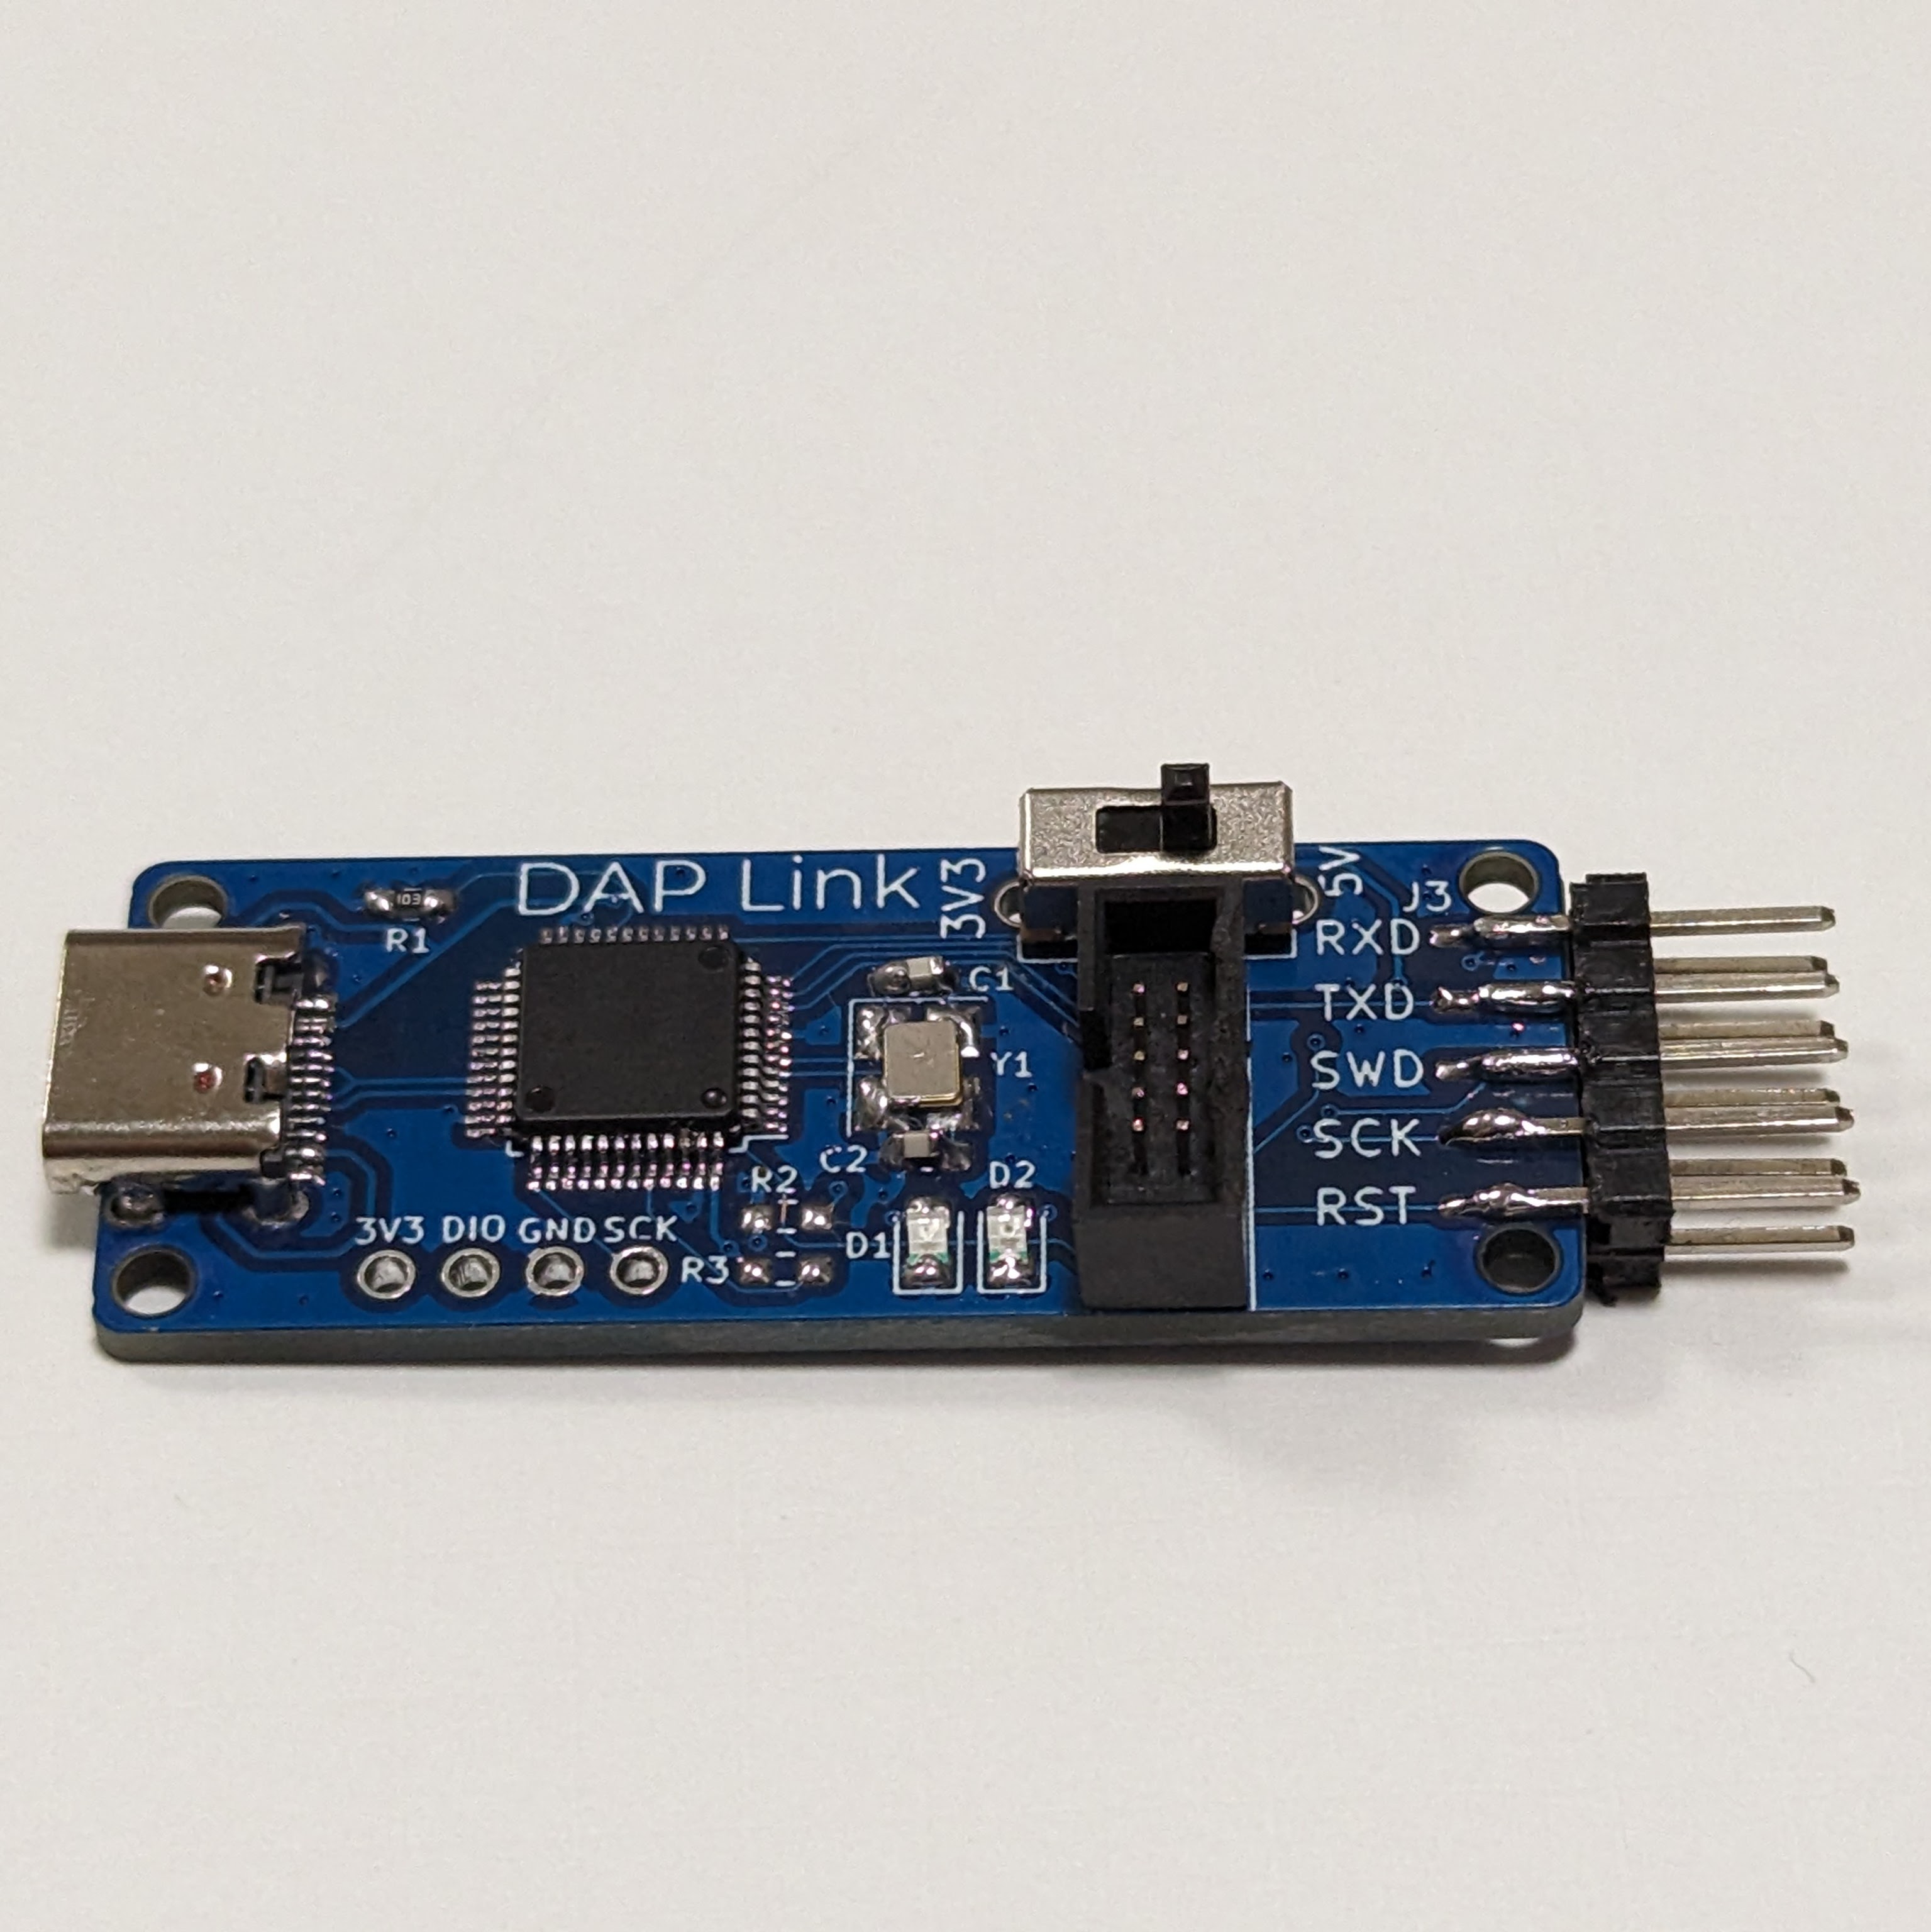 DAP Link
3V3
5V
J3
103
R1
RXD
C1
TXD
Y1
SWD
SCK
C2
D2
R2
RST
3V3 DIO GND SCK
D1
R3